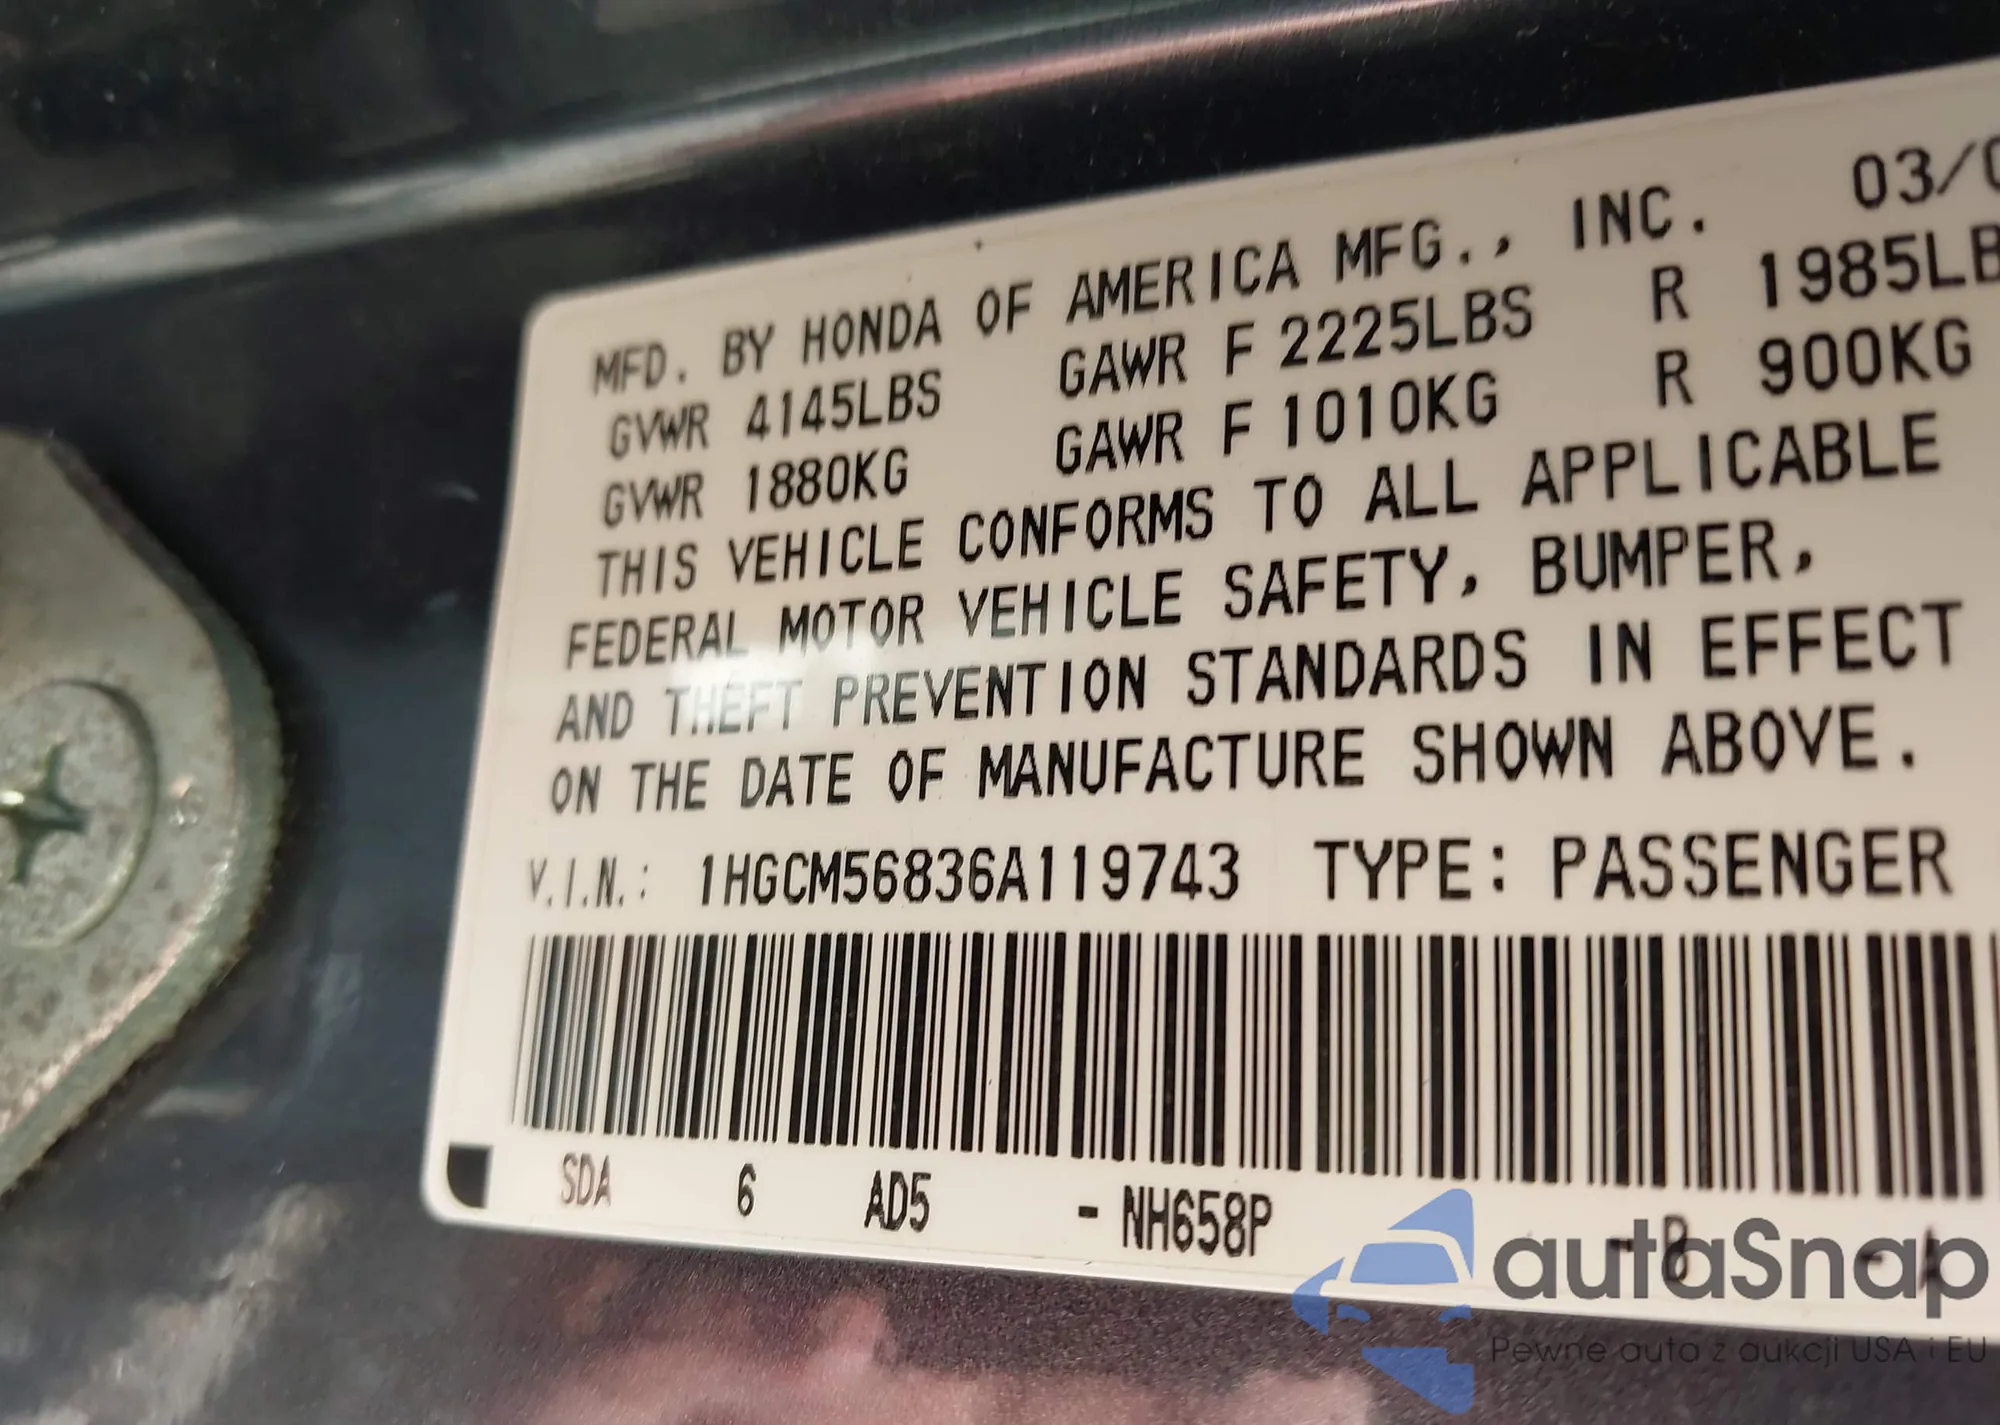 MFD. BY HONDA OF AMERICA MFG., INC. 03/0
GVWR 4145LBS GAWR F 2225LBS R 1985LB
GVWR 1880KG GAWR F 1010KG R 900KG
THIS VEHICLE CONFORMS TO ALL APPLICABLE
FEDERAL MOTOR VEHICLE SAFETY, BUMPER,
AND THEFT PREVENTION STANDARDS IN EFFECT
ON THE DATE OF MANUFACTURE SHOWN ABOVE.
V.I.N.: 1HGCM56836A119743 TYPE: PASSENGER
SDA 6 AD5 - NH658P - B - A
autaSnap
Pewne auta z aukcji USA i EU